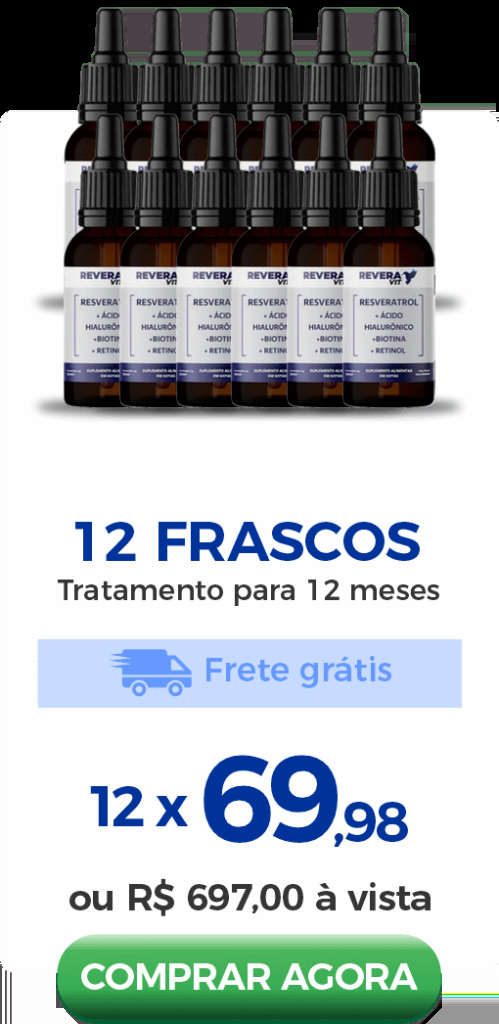 REVERA
VIT
RESVERATROL
+ ÁCIDO
HIALURÔNICO
+BIOTINA
+ RETINOL
SUPLEMENTO ALIMENTAR
EM GOTAS
12 FRASCOS
Tratamento para 12 meses
Frete grátis
12 x 69,98
ou R$ 697,00 à vista
COMPRAR AGORA